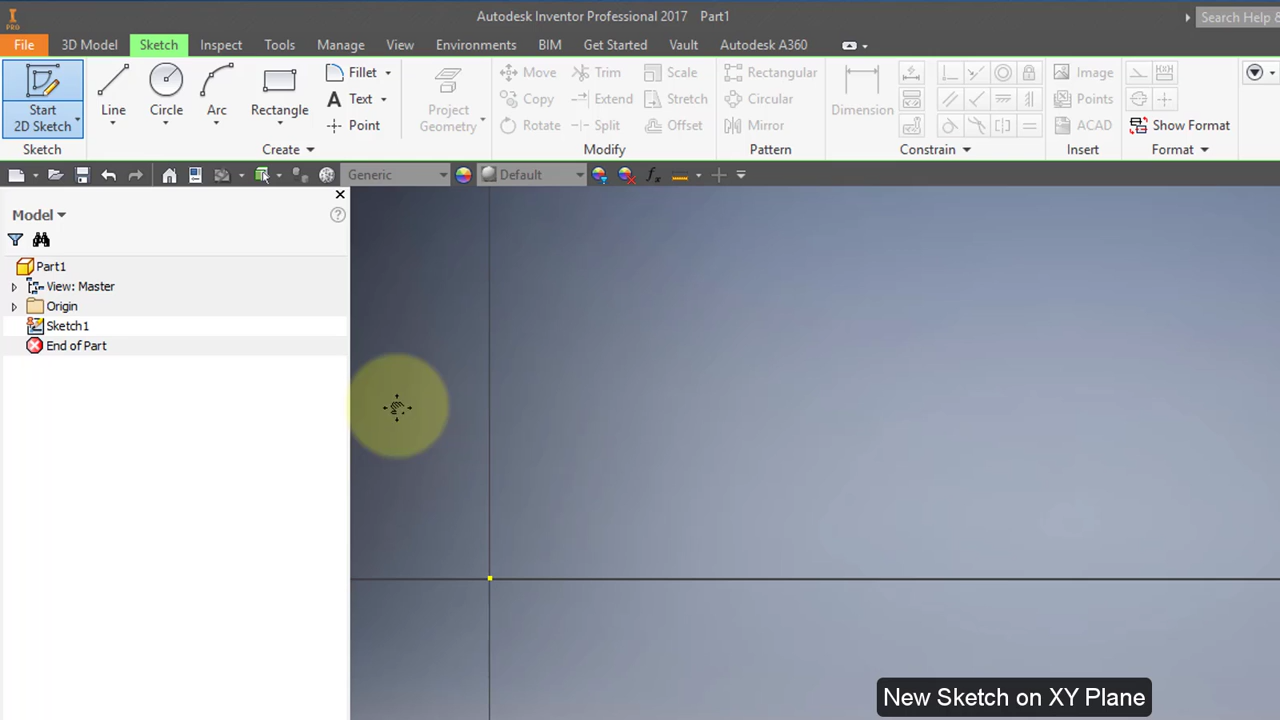 Autodesk Inventor Professional 2017 Part1
Search Help &
PRO
File 3D Model Sketch Inspect Tools Manage View Environments BIM Get Started Vault Autodesk A360
Start 2D Sketch
Line
Circle
Arc
Rectangle
Fillet
Text
Point
Project Geometry
Move
Copy
Rotate
Trim
Extend
Split
Scale
Stretch
Offset
Rectangular
Circular
Mirror
Dimension
Image
Points
ACAD
Show Format
Sketch Create Modify Pattern Constrain Insert Format
Generic Default fx
Model
Part1
View: Master
Origin
Sketch1
End of Part
New Sketch on XY Plane